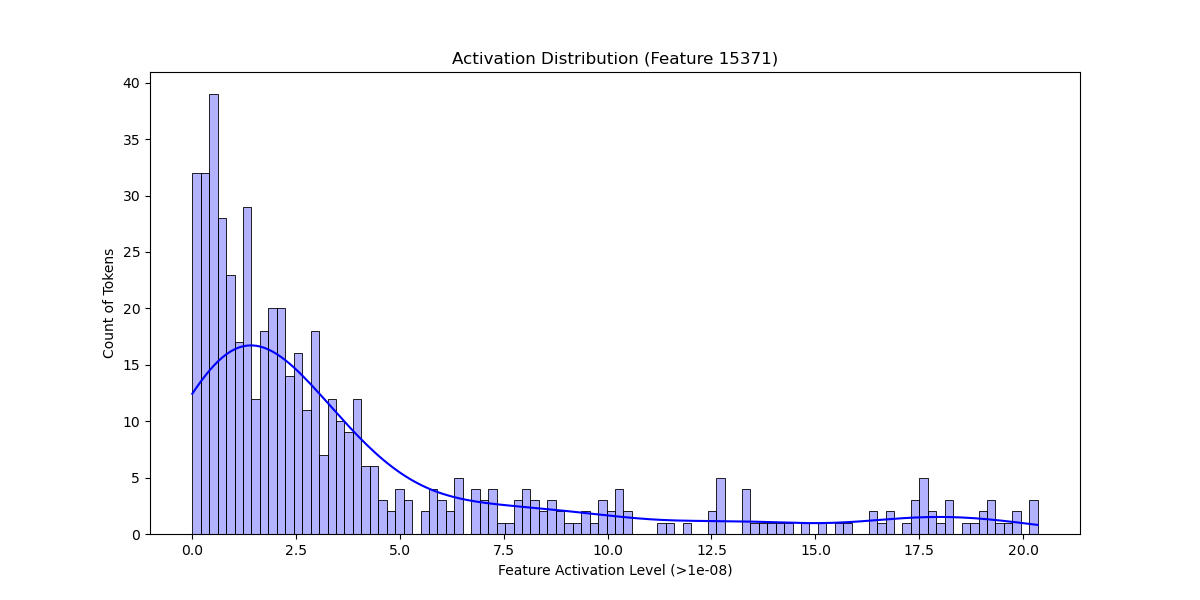 Activation Distribution (Feature 15371)
40
35
30
25
20
15
10
5
0
Count of Tokens
0.0 2.5 5.0 7.5 10.0 12.5 15.0 17.5 20.0
Feature Activation Level (>1e-08)